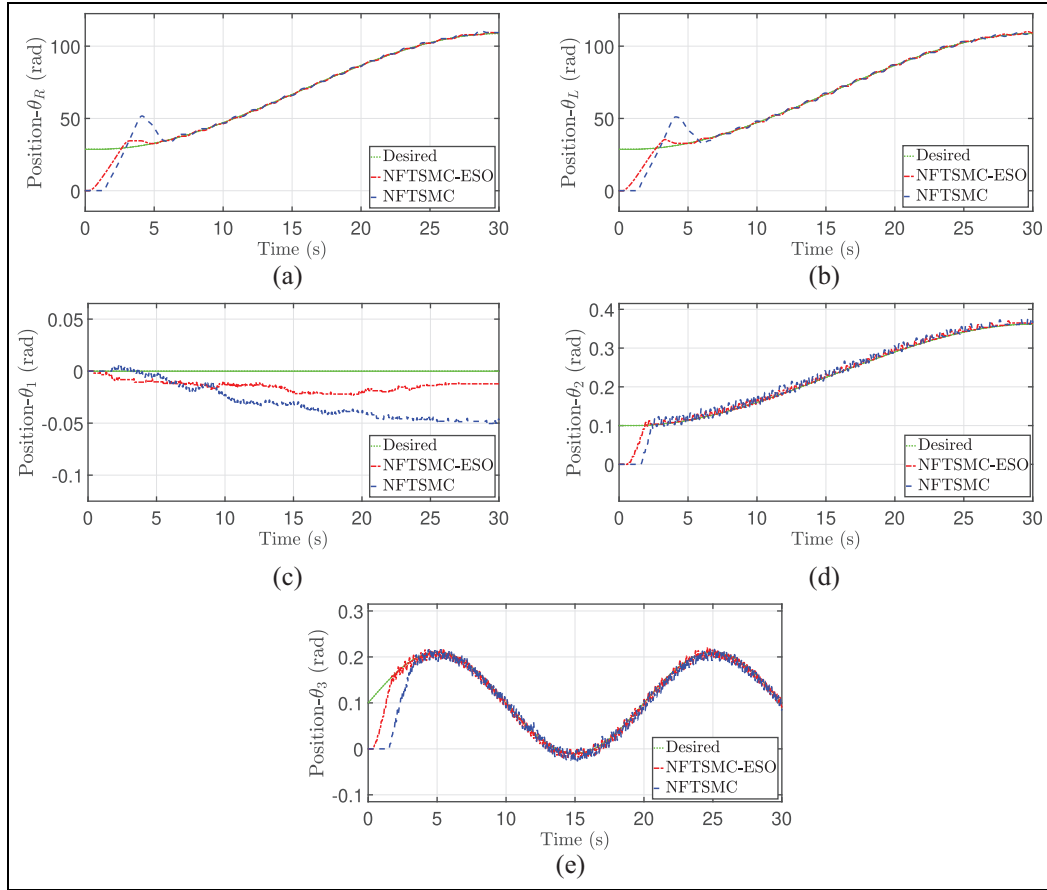 Position-θ_R (rad)
100
50
0
Desired
NFTSMC-ESO
NFTSMC
0 5 10 15 20 25 30
Time (s)
(a)
Position-θ_L (rad)
100
50
0
Desired
NFTSMC-ESO
NFTSMC
0 5 10 15 20 25 30
Time (s)
(b)
Position-θ_1 (rad)
0.05
0
-0.05
-0.1
Desired
NFTSMC-ESO
NFTSMC
0 5 10 15 20 25 30
Time (s)
(c)
Position-θ_2 (rad)
0.4
0.3
0.2
0.1
0
Desired
NFTSMC-ESO
NFTSMC
0 5 10 15 20 25 30
Time (s)
(d)
Position-θ_3 (rad)
0.3
0.2
0.1
0
-0.1
Desired
NFTSMC-ESO
NFTSMC
0 5 10 15 20 25 30
Time (s)
(e)